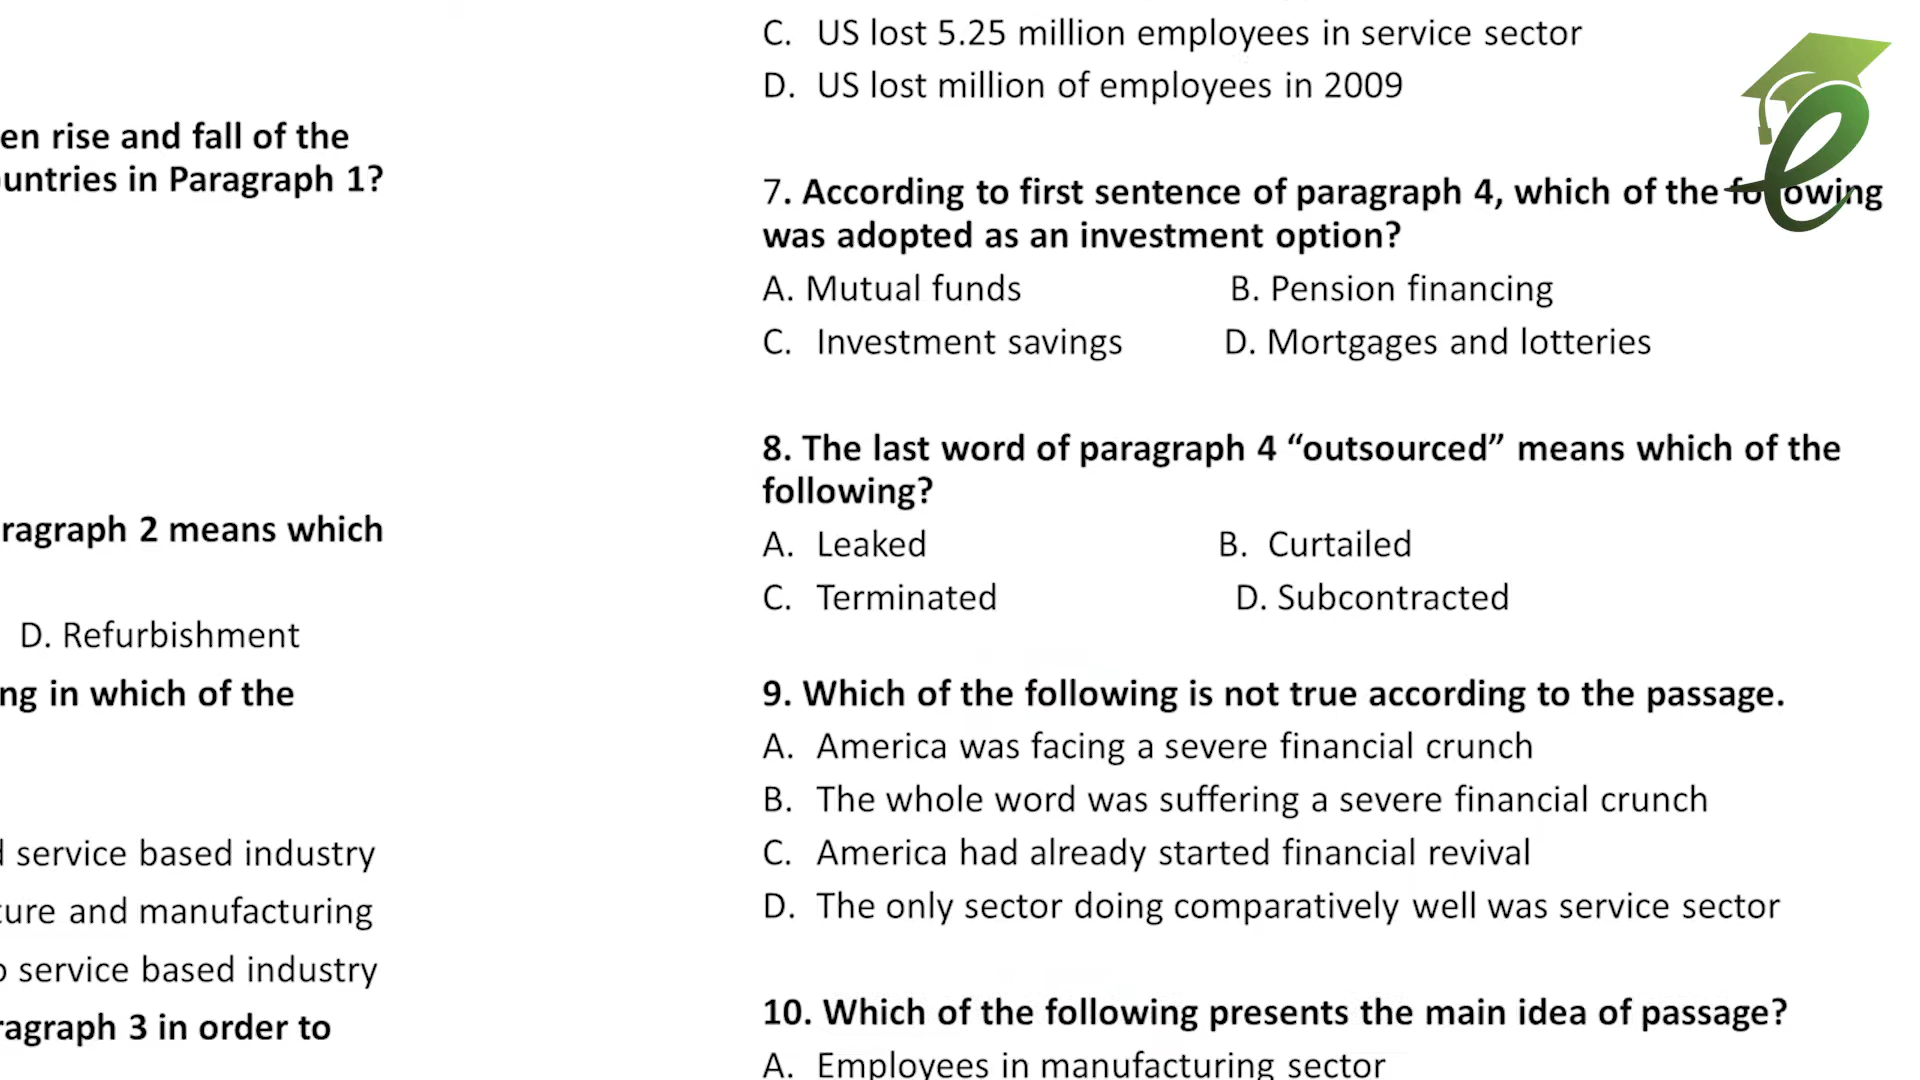 en rise and fall of the
untries in Paragraph 1?
ragraph 2 means which
D. Refurbishment
ng in which of the
service based industry
ture and manufacturing
service based industry
ragraph 3 in order to
C. US lost 5.25 million employees in service sector
D. US lost million of employees in 2009
7. According to first sentence of paragraph 4, which of the following
was adopted as an investment option?
A. Mutual funds B. Pension financing
C. Investment savings D. Mortgages and lotteries
8. The last word of paragraph 4 “outsourced” means which of the
following?
A. Leaked B. Curtailed
C. Terminated D. Subcontracted
9. Which of the following is not true according to the passage.
A. America was facing a severe financial crunch
B. The whole word was suffering a severe financial crunch
C. America had already started financial revival
D. The only sector doing comparatively well was service sector
10. Which of the following presents the main idea of passage?
A. Employees in manufacturing sector